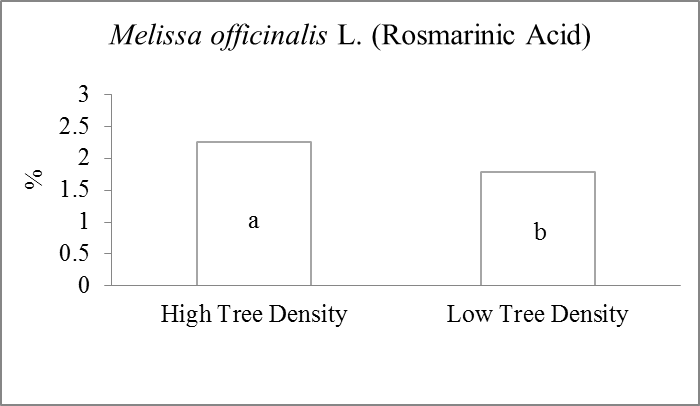 Melissa officinalis L. (Rosmarinic Acid)
3
2.5
2
1.5
1
0.5
0
%
a
b
High Tree Density
Low Tree Density